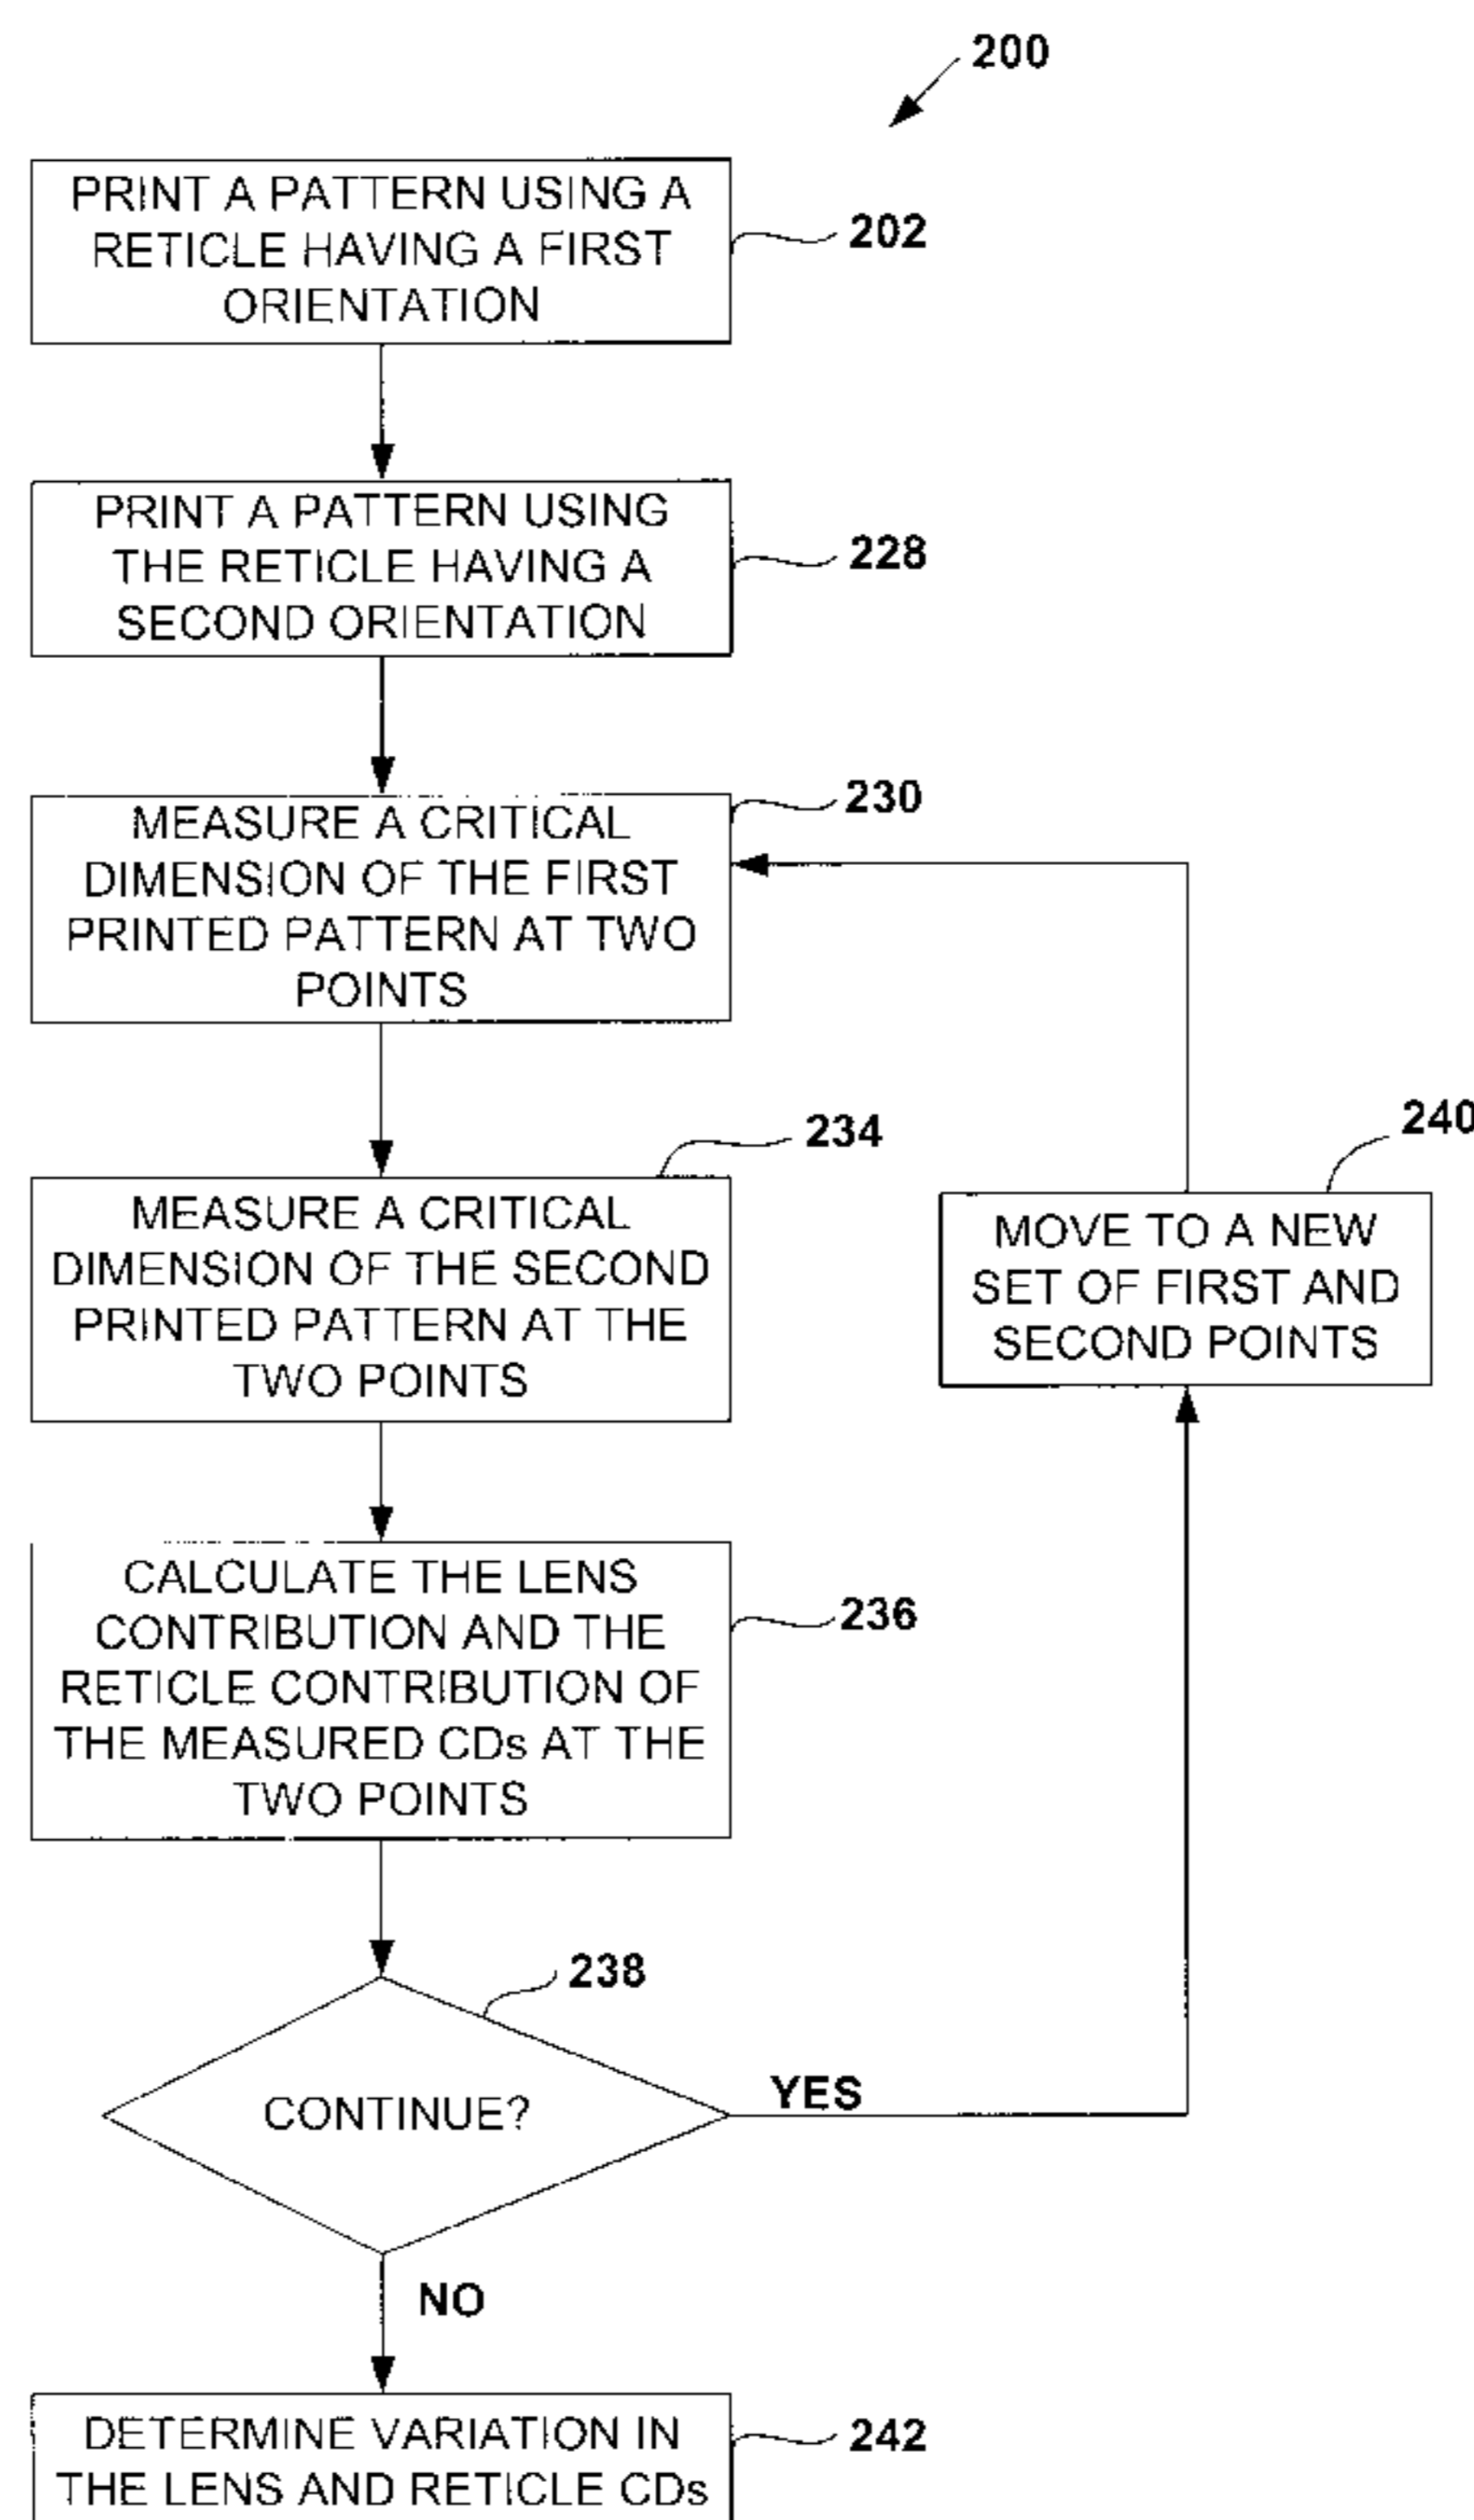 200
PRINT A PATTERN USING A
RETICLE HAVING A FIRST
ORIENTATION
202
PRINT A PATTERN USING
THE RETICLE HAVING A
SECOND ORIENTATION
228
MEASURE A CRITICAL
DIMENSION OF THE FIRST
PRINTED PATTERN AT TWO
POINTS
230
MEASURE A CRITICAL
DIMENSION OF THE SECOND
PRINTED PATTERN AT THE
TWO POINTS
234
MOVE TO A NEW
SET OF FIRST AND
SECOND POINTS
240
CALCULATE THE LENS
CONTRIBUTION AND THE
RETICLE CONTRIBUTION OF
THE MEASURED CDs AT THE
TWO POINTS
236
CONTINUE?
238
YES
NO
DETERMINE VARIATION IN
THE LENS AND RETICLE CDs
242